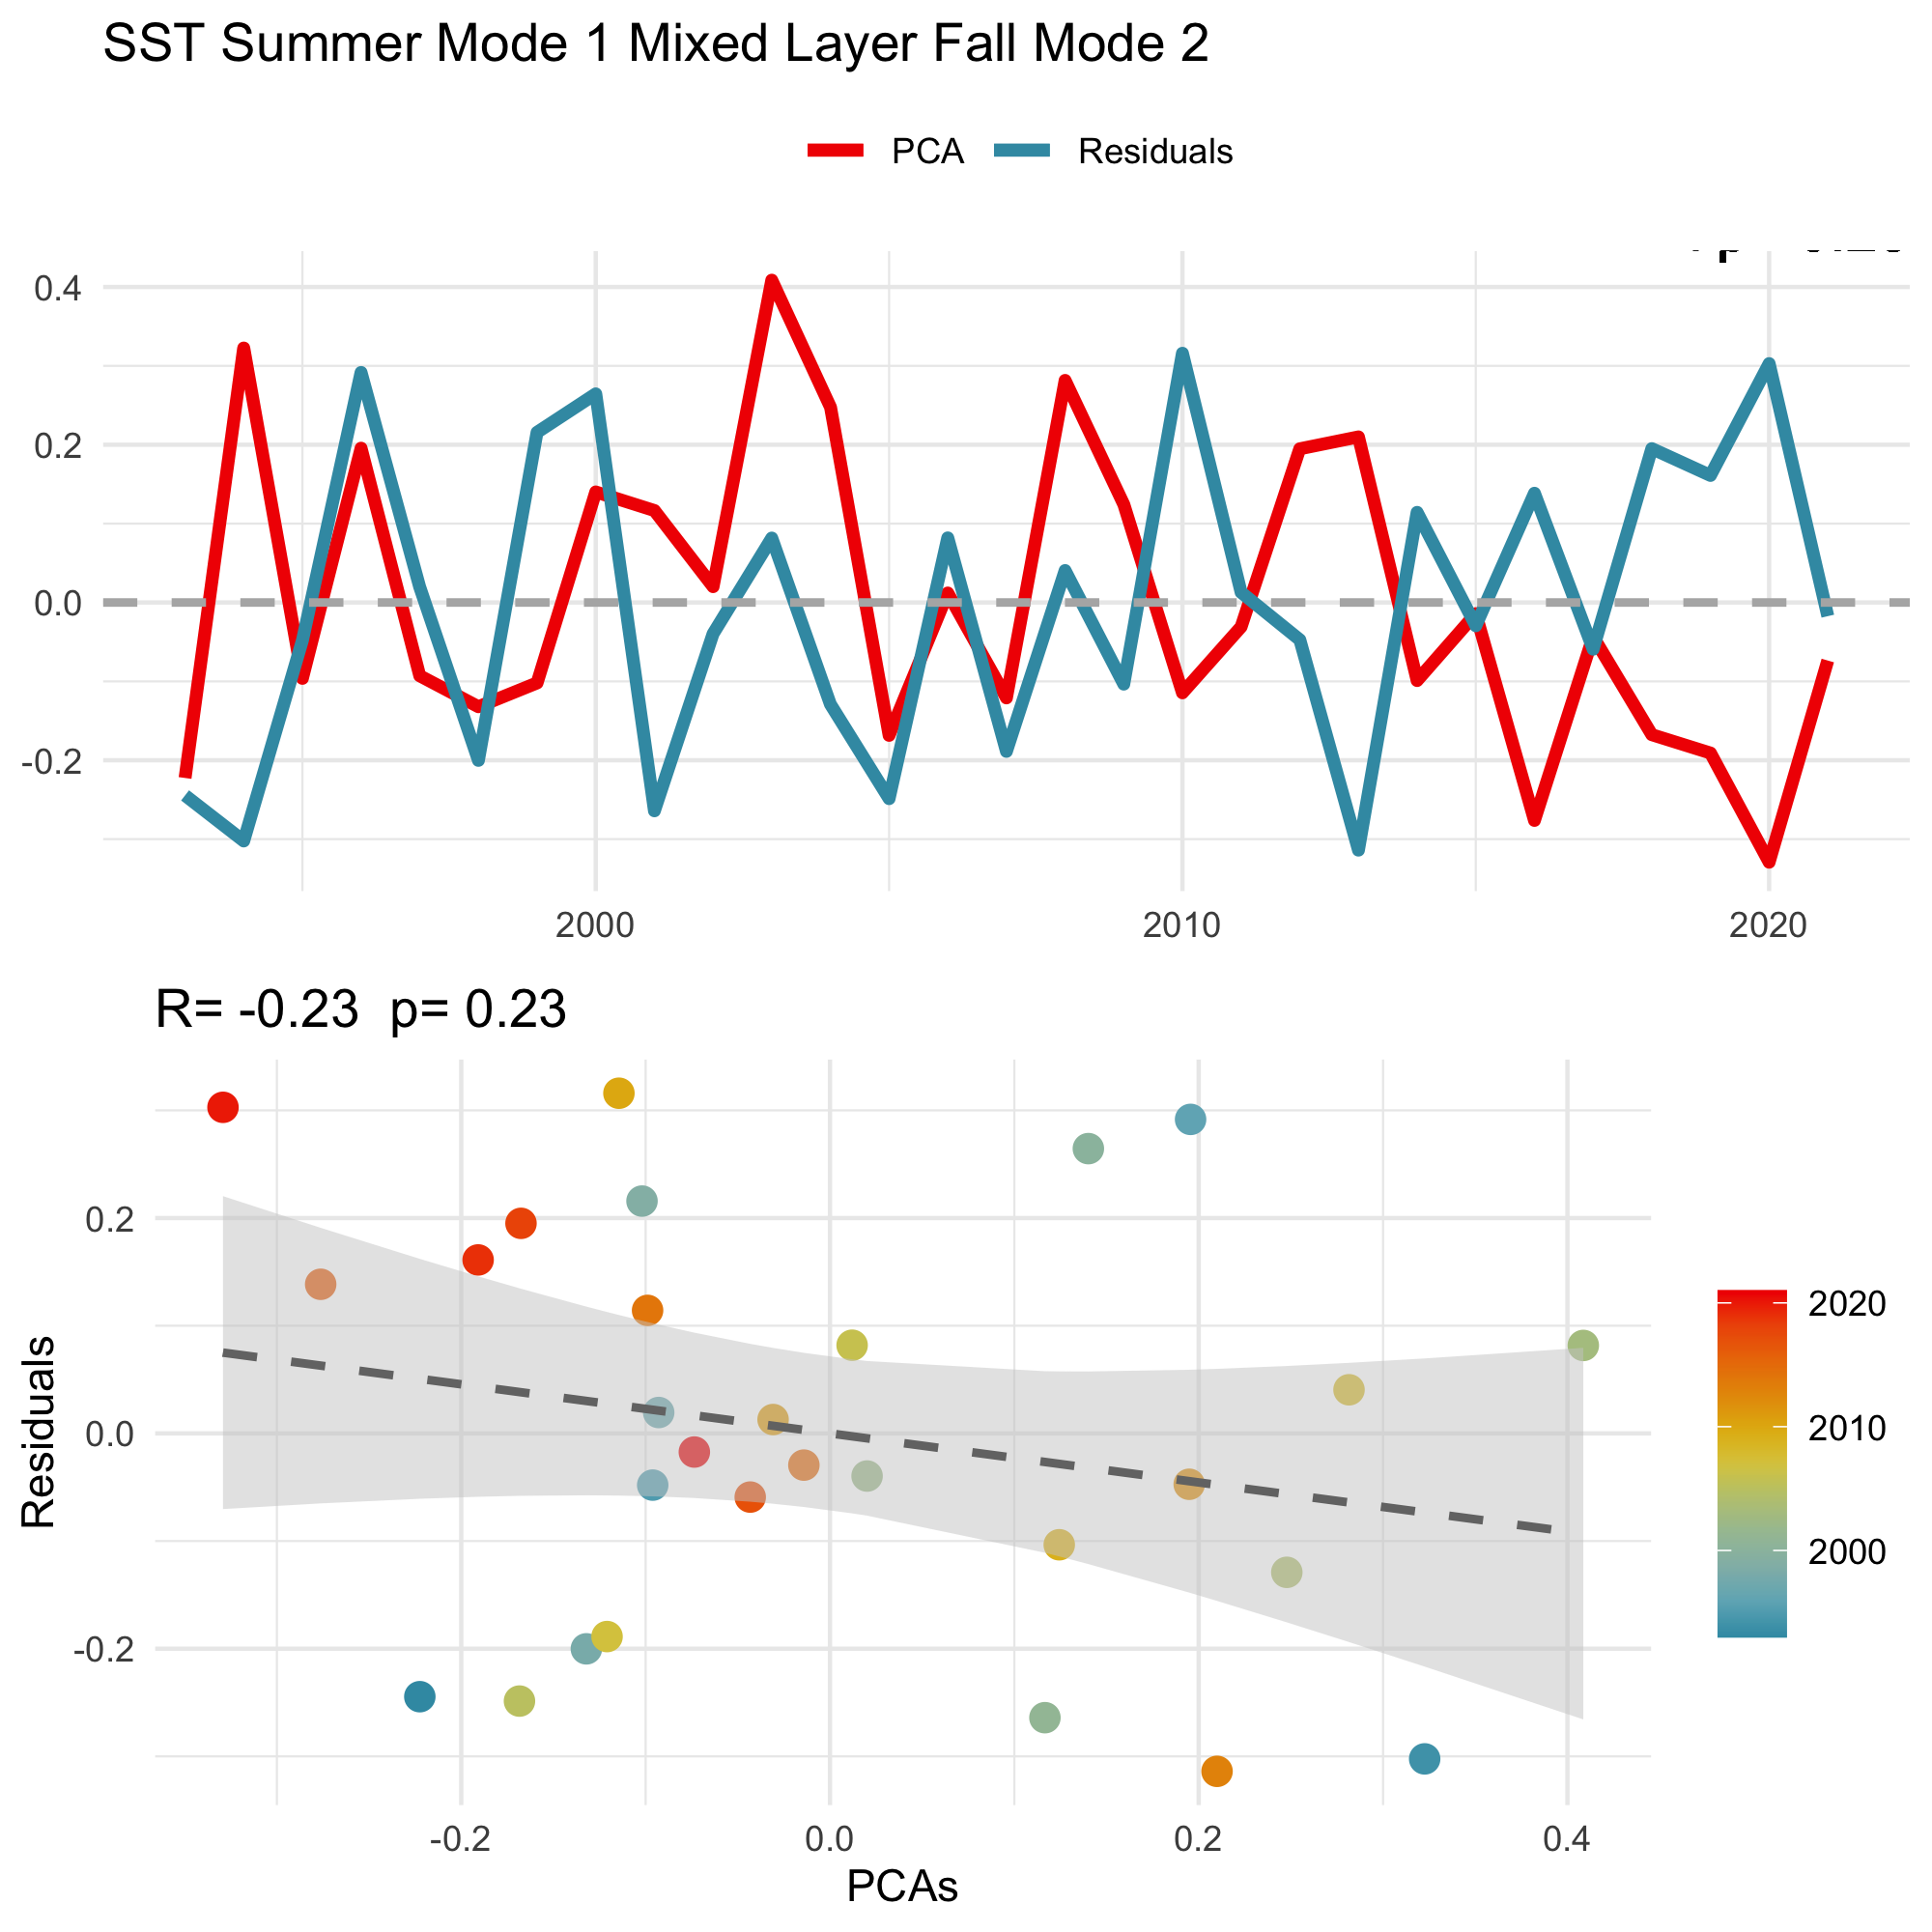 SST Summer Mode 1 Mixed Layer Fall Mode 2
PCA Residuals
0.4
0.2
0.0
-0.2
2000 2010 2020
R= -0.23 p= 0.23
Residuals
0.2
0.0
-0.2
-0.2 0.0 0.2 0.4
PCAs
2020
2010
2000